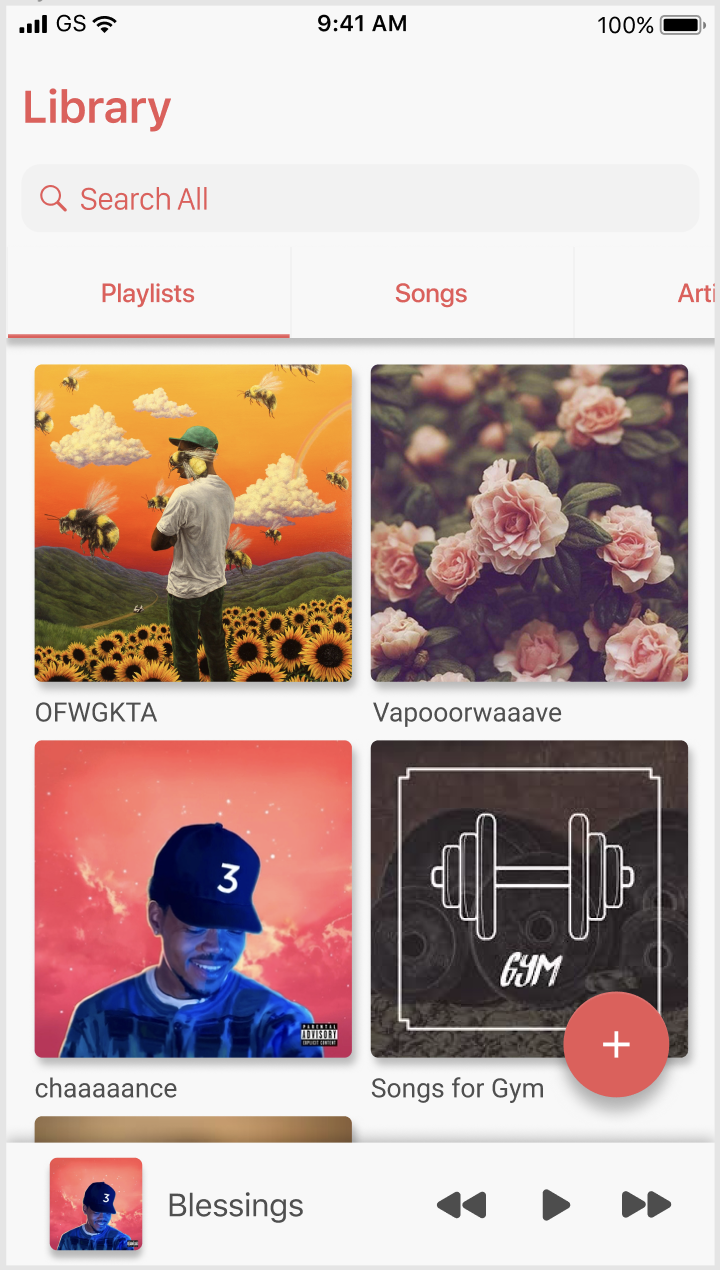 GS 9:41 AM 100%
Library
Search All
Playlists Songs Arti
OFWGKTA Vapooorwaaave
3
GYM
PARENTAL
ADVISORY
EXPLICIT CONTENT
chaaaaance Songs for Gym
3
Blessings